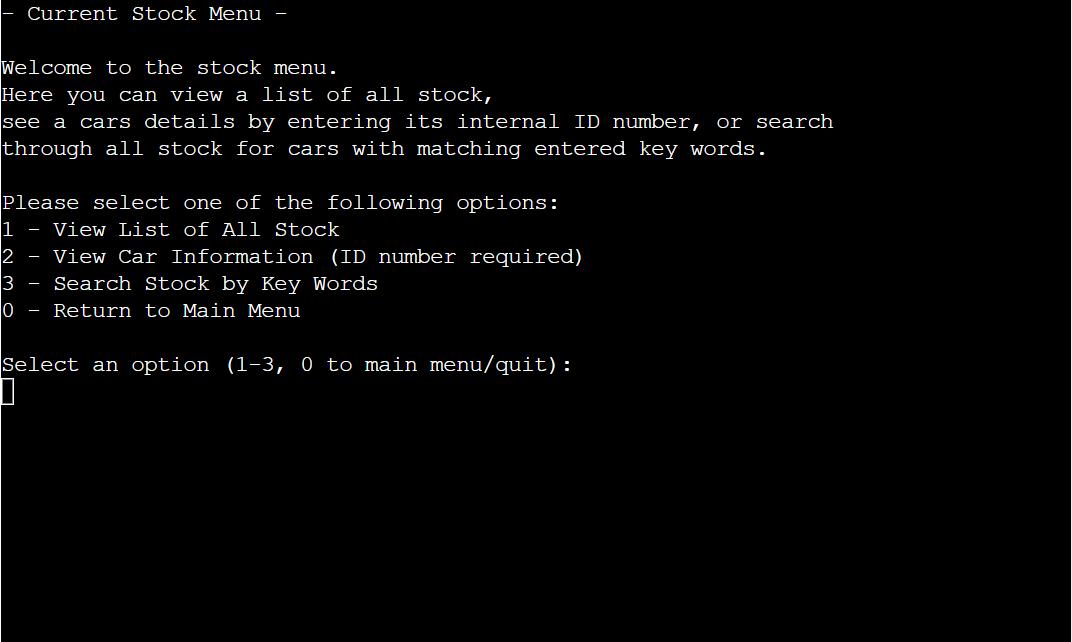 - Current Stock Menu -
Welcome to the stock menu.
Here you can view a list of all stock,
see a cars details by entering its internal ID number, or search
through all stock for cars with matching entered key words.
Please select one of the following options:
1 - View List of All Stock
2 - View Car Information (ID number required)
3 - Search Stock by Key Words
0 - Return to Main Menu
Select an option (1-3, 0 to main menu/quit):